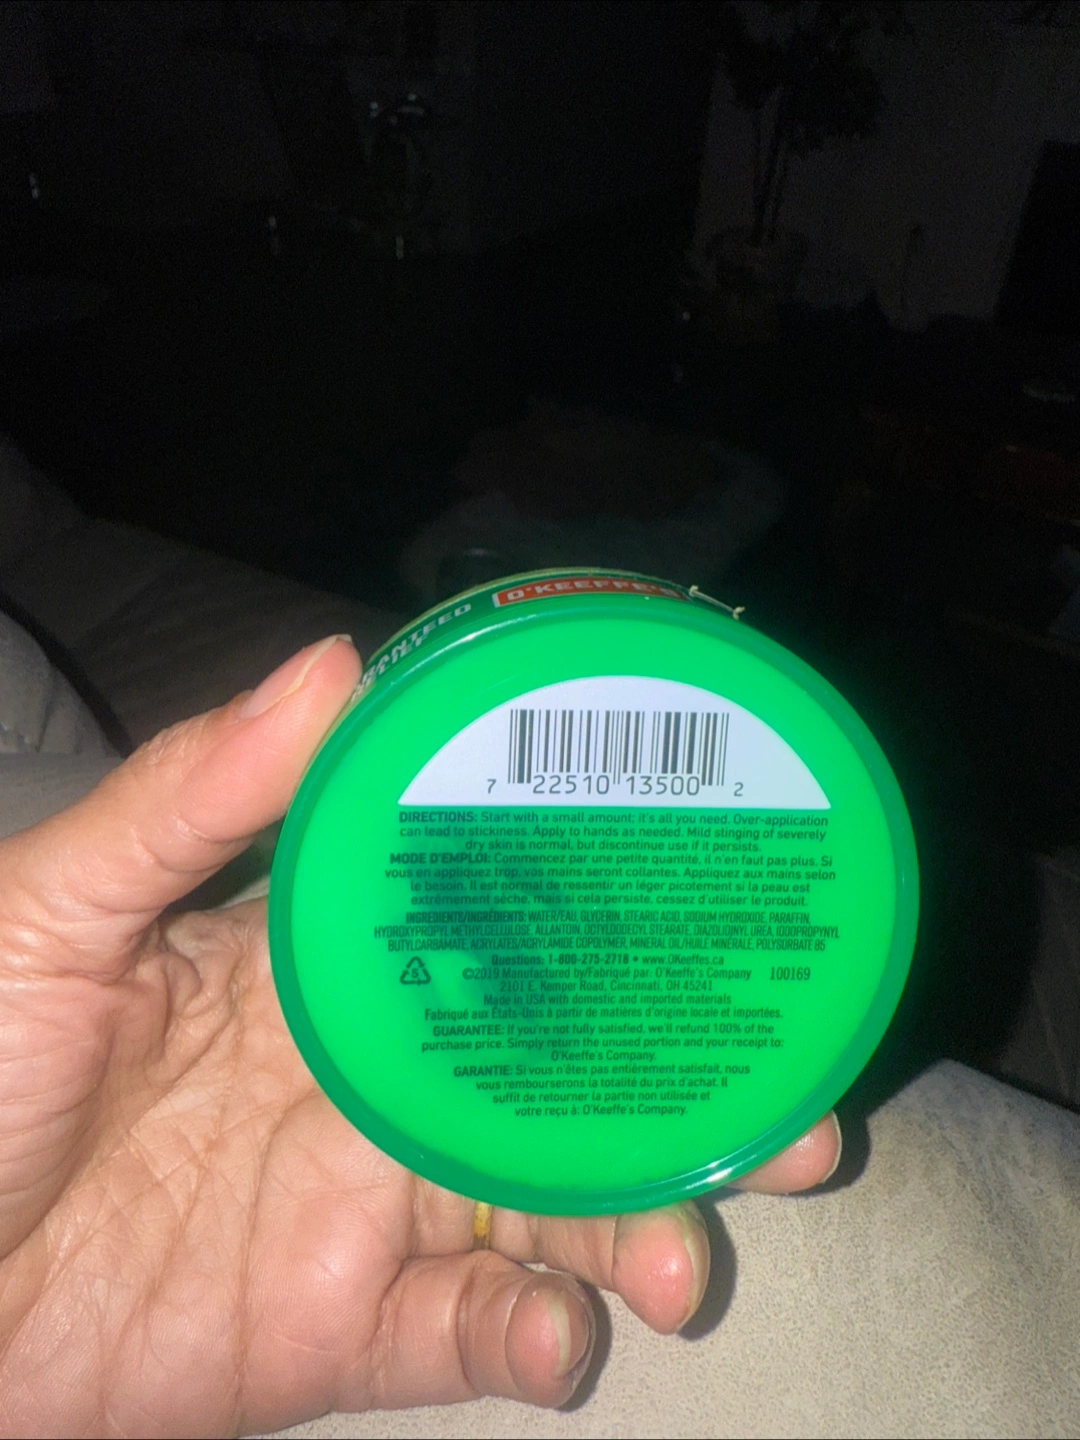 O'KEEFFE'S
GUARANTEED
RELIEF
7 22510 13500 2
DIRECTIONS: Start with a small amount; it's all you need. Over-application
can lead to stickiness. Apply to hands as needed. Mild stinging of severely
dry skin is normal, but discontinue use if it persists.
MODE D'EMPLOI: Commencez par une petite quantité, il n'en faut pas plus. Si
vous en appliquez trop, vos mains seront collantes. Appliquez aux mains selon
le besoin. Il est normal de ressentir un léger picotement si la peau est
extrêmement sèche, mais si cela persiste, cessez d'utiliser le produit.
INGREDIENTS/INGRÉDIENTS: WATER/EAU, GLYCERIN, STEARIC ACID, SODIUM HYDROXIDE, PARAFFIN,
HYDROXYPROPYL METHYLCELLULOSE, ALLANTOIN, OCTYLDODECYL STEARATE, DIAZOLIDINYL UREA, IODOPROPYNYL
BUTYLCARBAMATE, ACRYLATES/ACRYLAMIDE COPOLYMER, MINERAL OIL/HUILE MINÉRALE, POLYSORBATE 85
Questions: 1-800-275-2718 • www.OKeeffes.ca
5 ©2019 Manufactured by/Fabriqué par: O'Keeffe's Company 100169
2101 E. Kemper Road, Cincinnati, OH 45241
Made in USA with domestic and imported materials
Fabriqué aux États-Unis à partir de matières d'origine locale et importées.
GUARANTEE: If you're not fully satisfied, we'll refund 100% of the
purchase price. Simply return the unused portion and your receipt to:
O'Keeffe's Company.
GARANTIE: Si vous n'êtes pas entièrement satisfait, nous
vous rembourserons la totalité du prix d'achat. Il
suffit de retourner la partie non utilisée et
votre reçu à: O'Keeffe's Company.